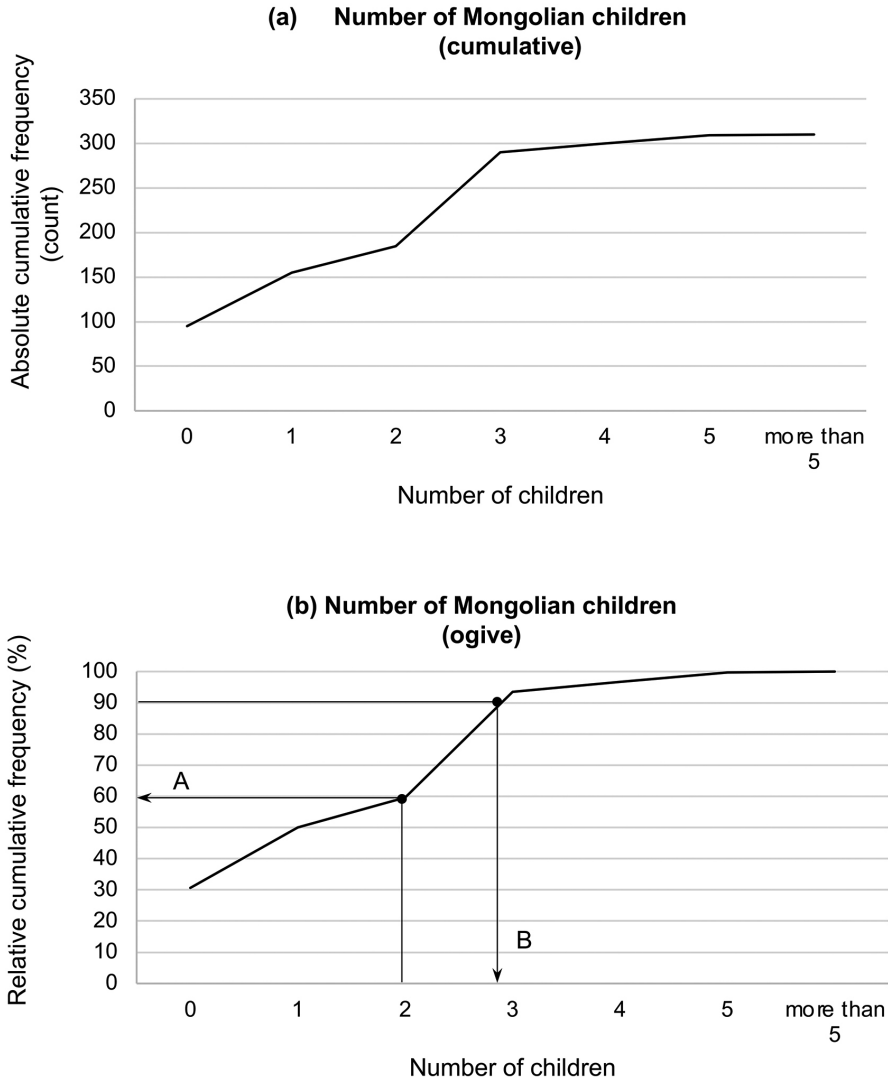 (a) Number of Mongolian children
(cumulative)
Absolute cumulative frequency
(count)
350
300
250
200
150
100
50
0
0 1 2 3 4 5 more than
5
Number of children
(b) Number of Mongolian children
(ogive)
Relative cumulative frequency (%)
100
90
80
70
60
50
40
30
20
10
0
A
B
0 1 2 3 4 5 more than
5
Number of children